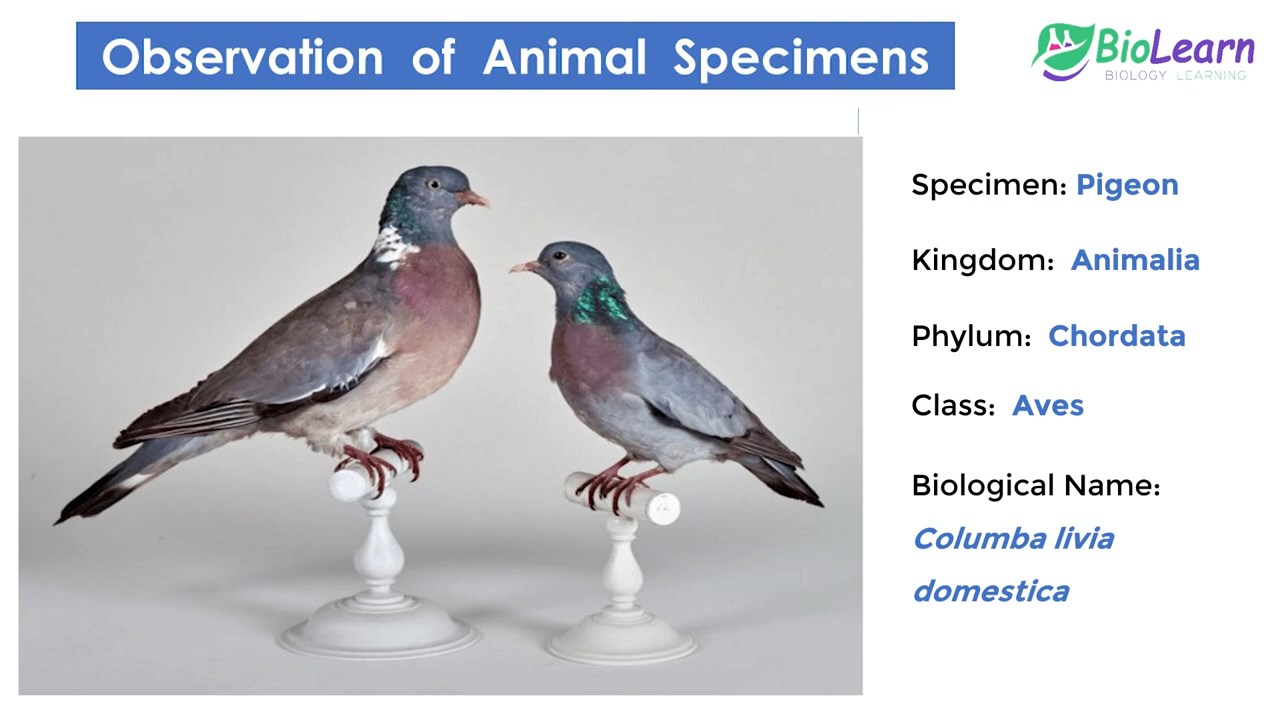 Observation of Animal Specimens
BioLearn
BIOLOGY LEARNING
Specimen: Pigeon
Kingdom: Animalia
Phylum: Chordata
Class: Aves
Biological Name:
Columba livia
domestica